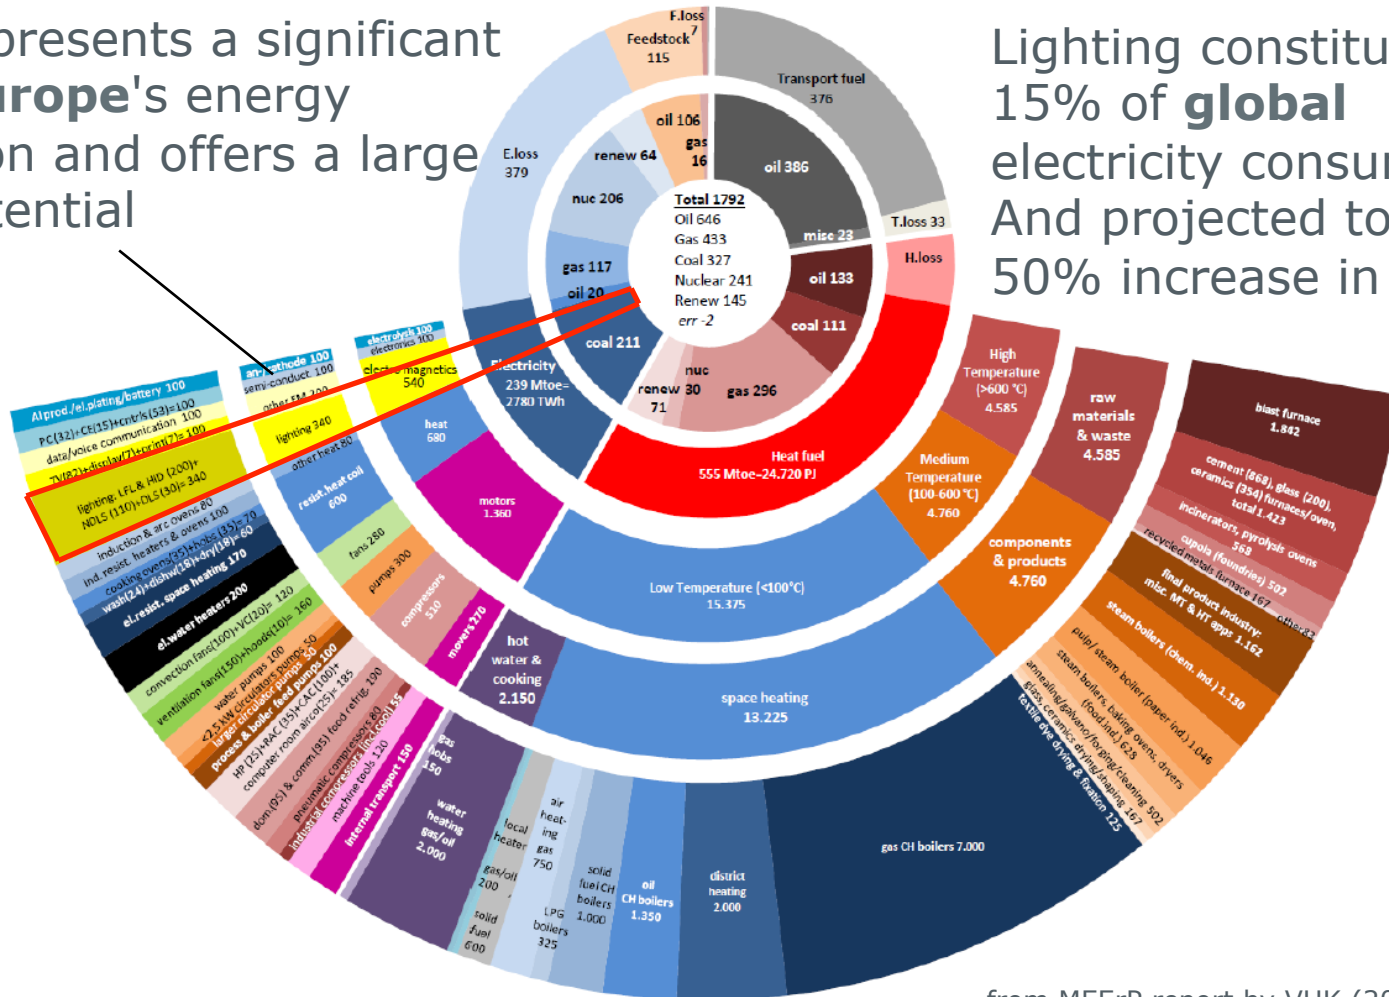 presents a significant
urope's energy
on and offers a large
tential
Lighting constitu
15% of global
electricity consur
And projected to
50% increase in
F.loss
7
Feedstock
115
Transport fuel
376
E.loss
379
T.loss 33
H.loss
oil 106
gas
16
renew 64
nuc 206
gas 117
oil 20
coal 211
oil 386
misc 23
oil 133
coal 111
gas 296
nuc
30
renew
71
Total 1792
Oil 646
Gas 433
Coal 327
Nuclear 241
Renew 145
err -2
Electricity
239 Mtoe=
2780 TWh
Heat fuel
555 Mtoe~24.720 PJ
electrolysis 100
electronics 100
electromagnetics
540
heat
680
motors
1.360
Low Temperature (<100°C)
15.375
Medium
Temperature
(100-600 °C)
4.760
High
Temperature
(>600 °C)
4.585
an-/cathode 100
semi-conduct. 100
other EM 200
lighting 340
other heat 80
resist.heat coil
600
fans 280
pumps 300
compressors
510
movers 270
hot
water &
cooking
2.150
space heating
13.225
components
& products
4.760
raw
materials
& waste
4.585
Al prod./el.plating/battery 100
PC(32)+CE(15)+cntrls(53)=100
data/voice communication 100
TV(87)+display(7)+print(7)= 100
lighting. LFL & HID (200)+
NDLS (110)+DLS(30)= 340
induction & arc ovens 80
ind. resist. heaters & ovens 100
cooking ovens(35)+hobs (35)= 70
wash(24)+dishw(18)+dry(18)= 60
el.resist. space heating 170
el.water heaters 200
convection fans(100)+VC(20)= 120
ventilation fans(150)+hoods(10)= 160
water pumps 100
<2,5 kW circulators pumps 50
larger circulator pumps 50
process & boiler feed pumps 100
HP (25)+RAC (35)+CAC (100)+
computer room airco(25)= 185
dom.(95) & comm.(95) food refrig. 190
pneumatic compressors 80
industrial compressors (incl.cool) 55
machine tools 120
internal transport 150
gas
hobs
150
water
heating
gas/oil
2.000
local
heater
gas/oil
200
solid
fuel
600
air
heat-
ing
gas
750
LPG
boilers
325
solid
fuel CH
boilers
1.000
oil
CH boilers
1.350
district
heating
2.000
gas CH boilers 7.000
textile dye drying & fixation 125
glass, ceramics drying/shaping 167
annealing/galvano/forging/cleaning 502
steam boilers, baking ovens, dryers
(food.ind.) 628
pulp/ steam boiler (paper ind.) 1.046
steam boilers (chem. ind.) 1.130
final product industry:
misc. MT & HT apps 1.162
other82
recycled metals furnace 167
cupola (foundries) 502
incinerators, pyrolysis ovens
568
cement (868), glass (200),
ceramics (354) furnaces/oven,
total 1.423
blast furnace
1.842